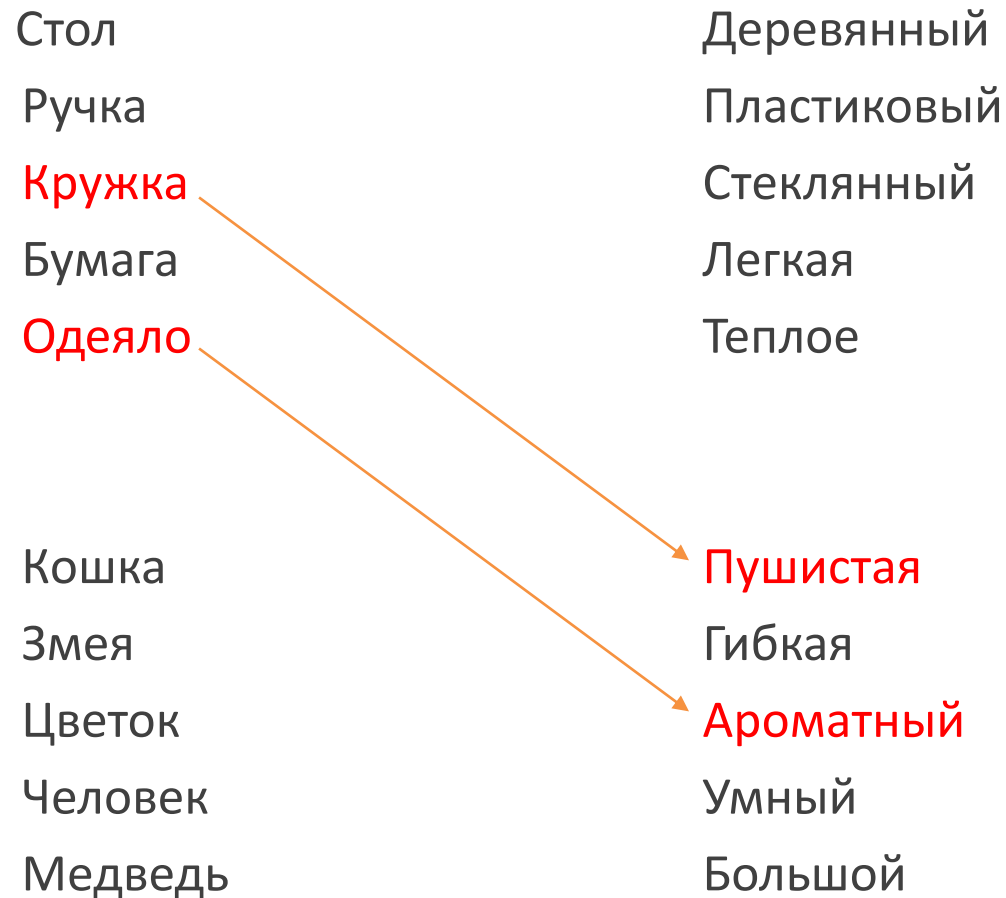 Стол
Ручка
Кружка
Бумага
Одеяло
Кошка
Змея
Цветок
Человек
Медведь
Деревянный
Пластиковый
Стеклянный
Легкая
Теплое
Пушистая
Гибкая
Ароматный
Умный
Большой